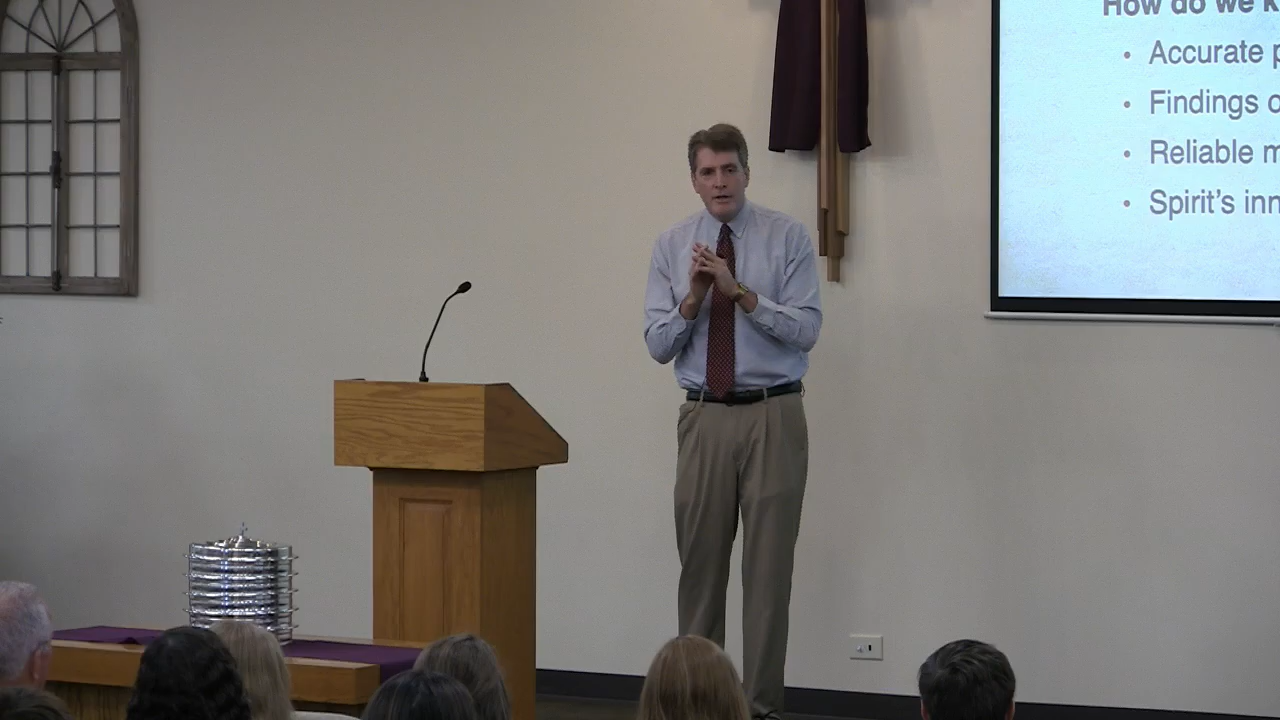 How do we k
Accurate p
Findings o
Reliable m
Spirit's inn